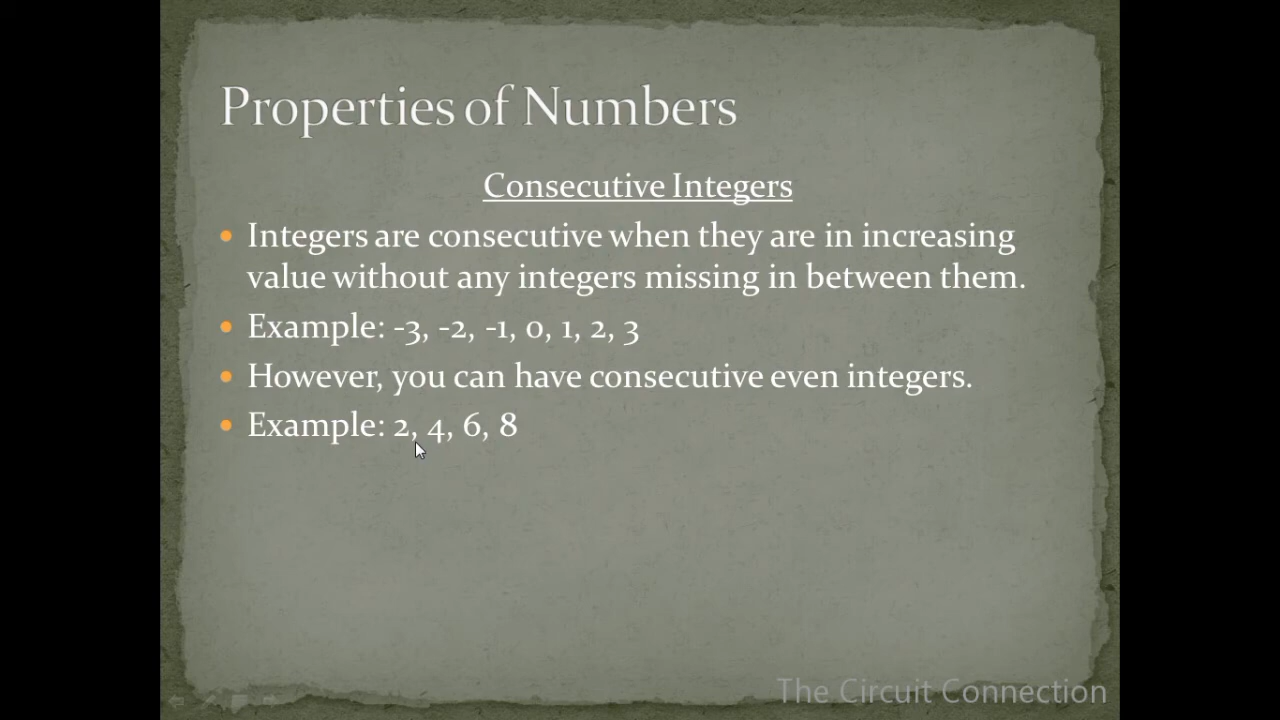 Properties of Numbers
Consecutive Integers
Integers are consecutive when they are in increasing
value without any integers missing in between them.
Example: -3, -2, -1, 0, 1, 2, 3
However, you can have consecutive even integers.
Example: 2, 4, 6, 8
The Circuit Connection